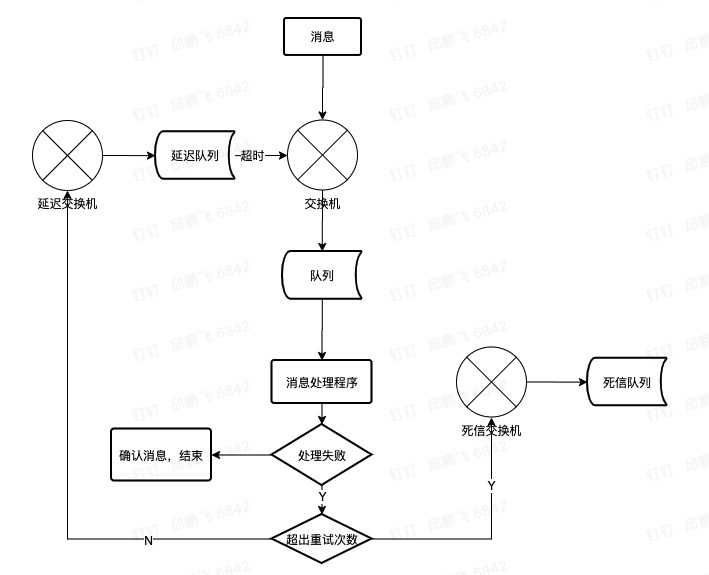 消息
延迟队列
超时
延迟交换机
交换机
队列
消息处理程序
死信队列
死信交换机
确认消息，结束
处理失败
Y
Y
超出重试次数
N
钉钉 邱鹏飞 6842